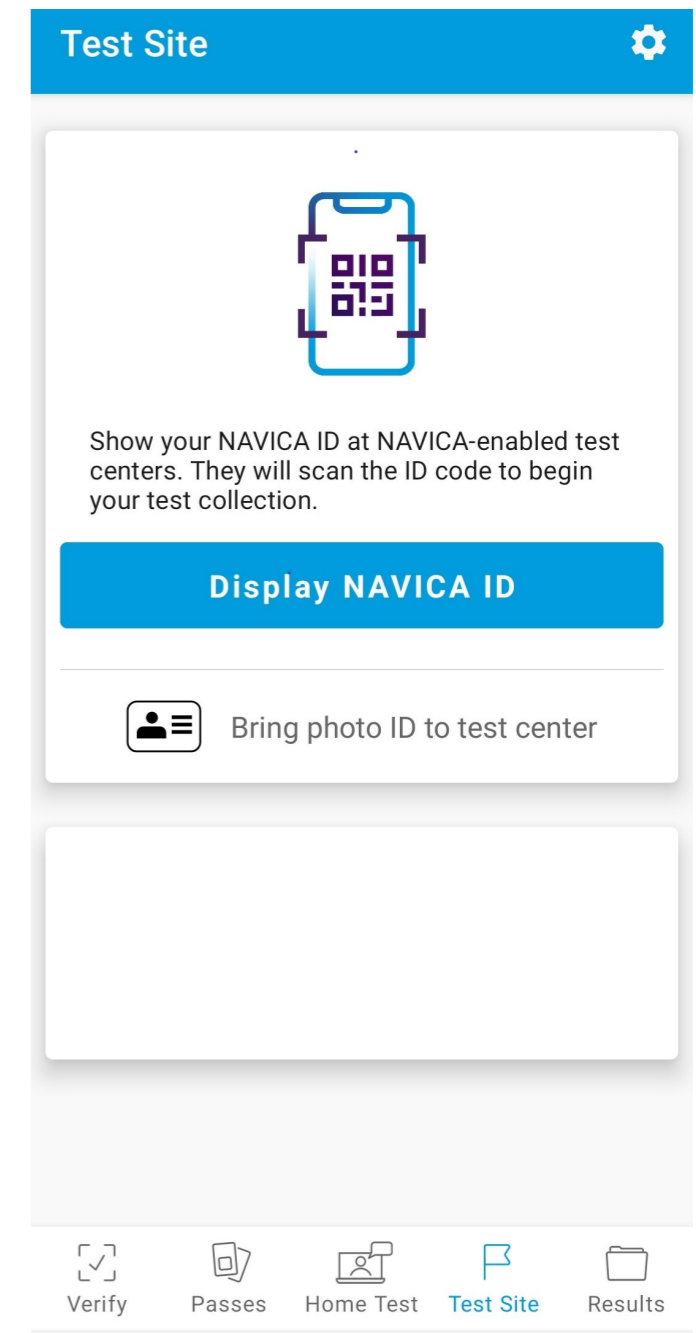 Test Site
Show your NAVICA ID at NAVICA-enabled test
centers. They will scan the ID code to begin
your test collection.
Display NAVICA ID
Bring photo ID to test center
Verify
Passes
Home Test
Test Site
Results